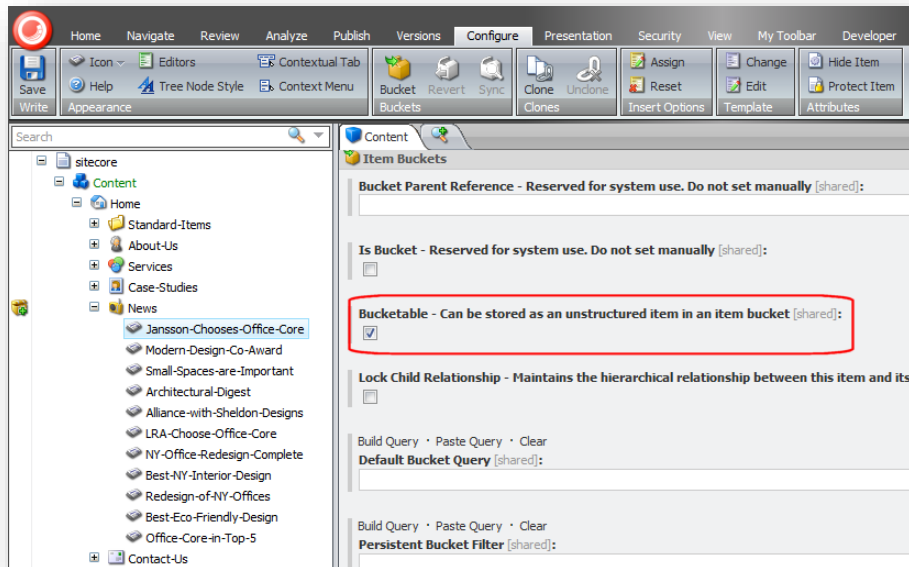 Home Navigate Review Analyze Publish Versions Configure Presentation Security View My Toolbar Developer
Save
Write
Icon Editors
Help Tree Node Style
Contextual Tab
Context Menu
Appearance
Bucket Revert Sync
Buckets
Clone Unclone
Clones
Assign
Reset
Insert Options
Change
Edit
Template
Hide Item
Protect Item
Attributes
Search
sitecore
Content
Home
Standard-Items
About-Us
Services
Case-Studies
News
Jansson-Chooses-Office-Core
Modern-Design-Co-Award
Small-Spaces-are-Important
Architectural-Digest
Alliance-with-Sheldon-Designs
LRA-Choose-Office-Core
NY-Office-Redesign-Complete
Best-NY-Interior-Design
Redesign-of-NY-Offices
Best-Eco-Friendly-Design
Office-Core-in-Top-5
Contact-Us
Content
Item Buckets
Bucket Parent Reference - Reserved for system use. Do not set manually [shared]:
Is Bucket - Reserved for system use. Do not set manually [shared]:
Bucketable - Can be stored as an unstructured item in an item bucket [shared]:
Lock Child Relationship - Maintains the hierarchical relationship between this item and its
Build Query · Paste Query · Clear
Default Bucket Query [shared]:
Build Query · Paste Query · Clear
Persistent Bucket Filter [shared]: